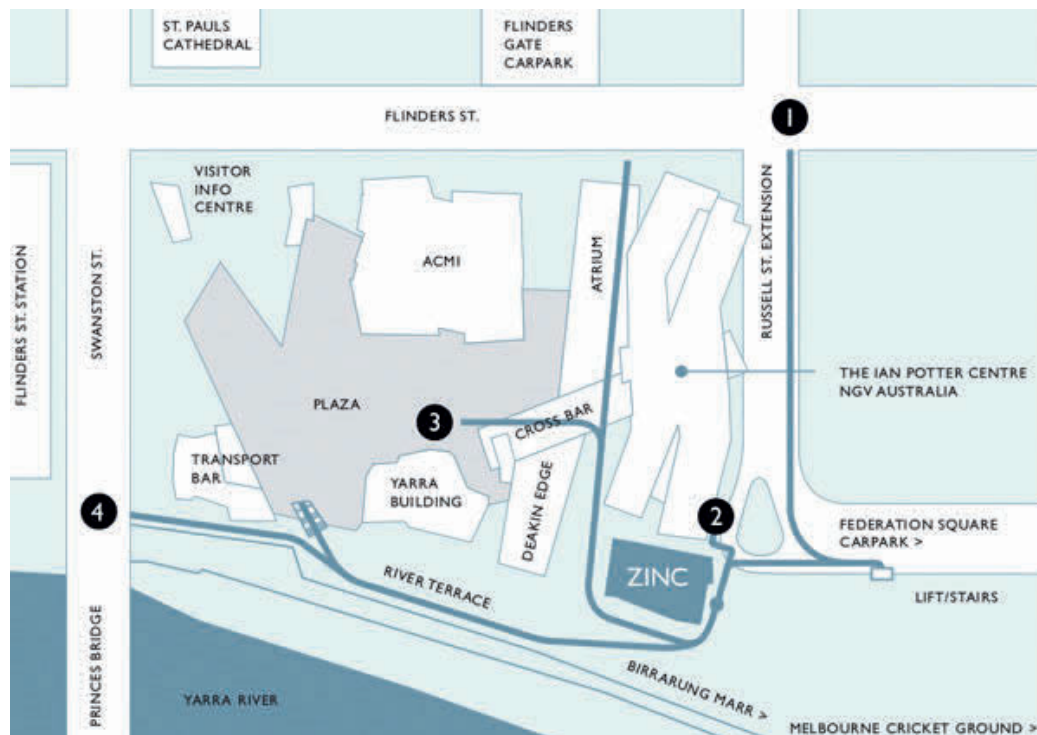 ST. PAULS
CATHEDRAL
FLINDERS
GATE
CARPARK
FLINDERS ST.
1
VISITOR
INFO
CENTRE
ACMI
ATRIUM
RUSSELL ST. EXTENSION
FLINDERS ST. STATION
SWANSTON ST.
THE IAN POTTER CENTRE
NGV AUSTRALIA
PLAZA
3
CROSS BAR
TRANSPORT
BAR
YARRA
BUILDING
DEAKIN EDGE
4
2
FEDERATION SQUARE
CARPARK >
ZINC
RIVER TERRACE
LIFT/STAIRS
PRINCES BRIDGE
BIRRARUNG MARR >
YARRA RIVER
MELBOURNE CRICKET GROUND >